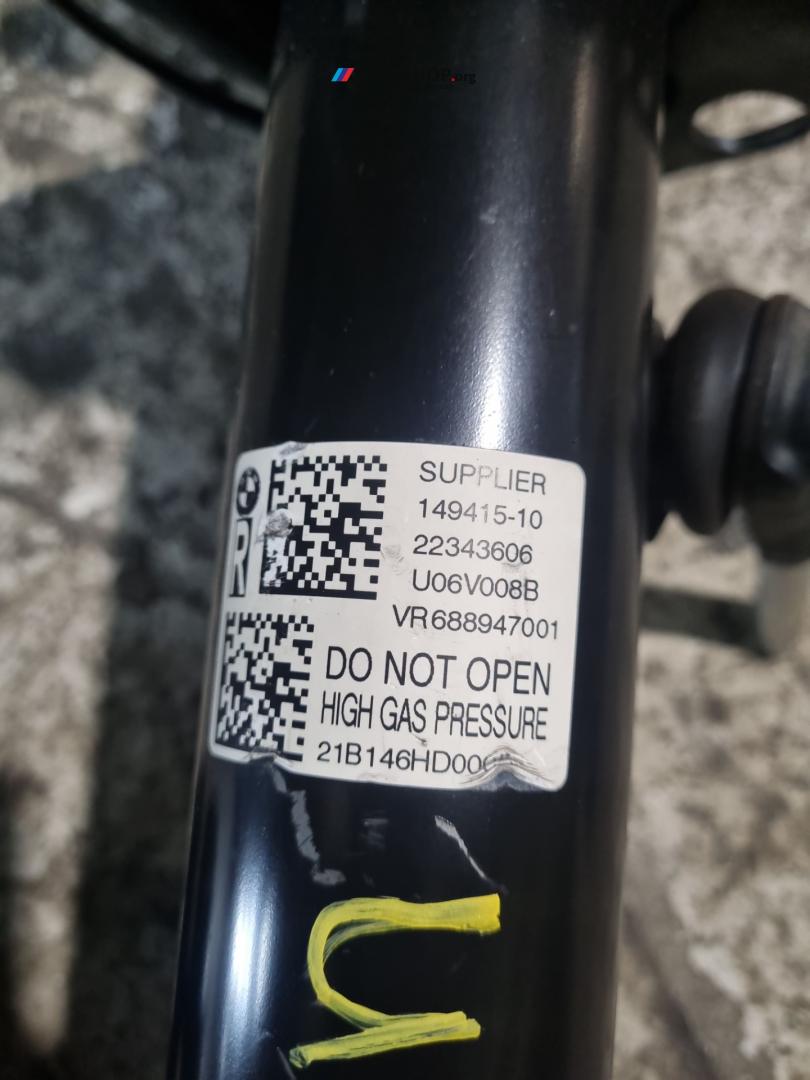 SUPPLIER
149415-10
22343606
U06V008B
VR688947001
R
DO NOT OPEN
HIGH GAS PRESSURE